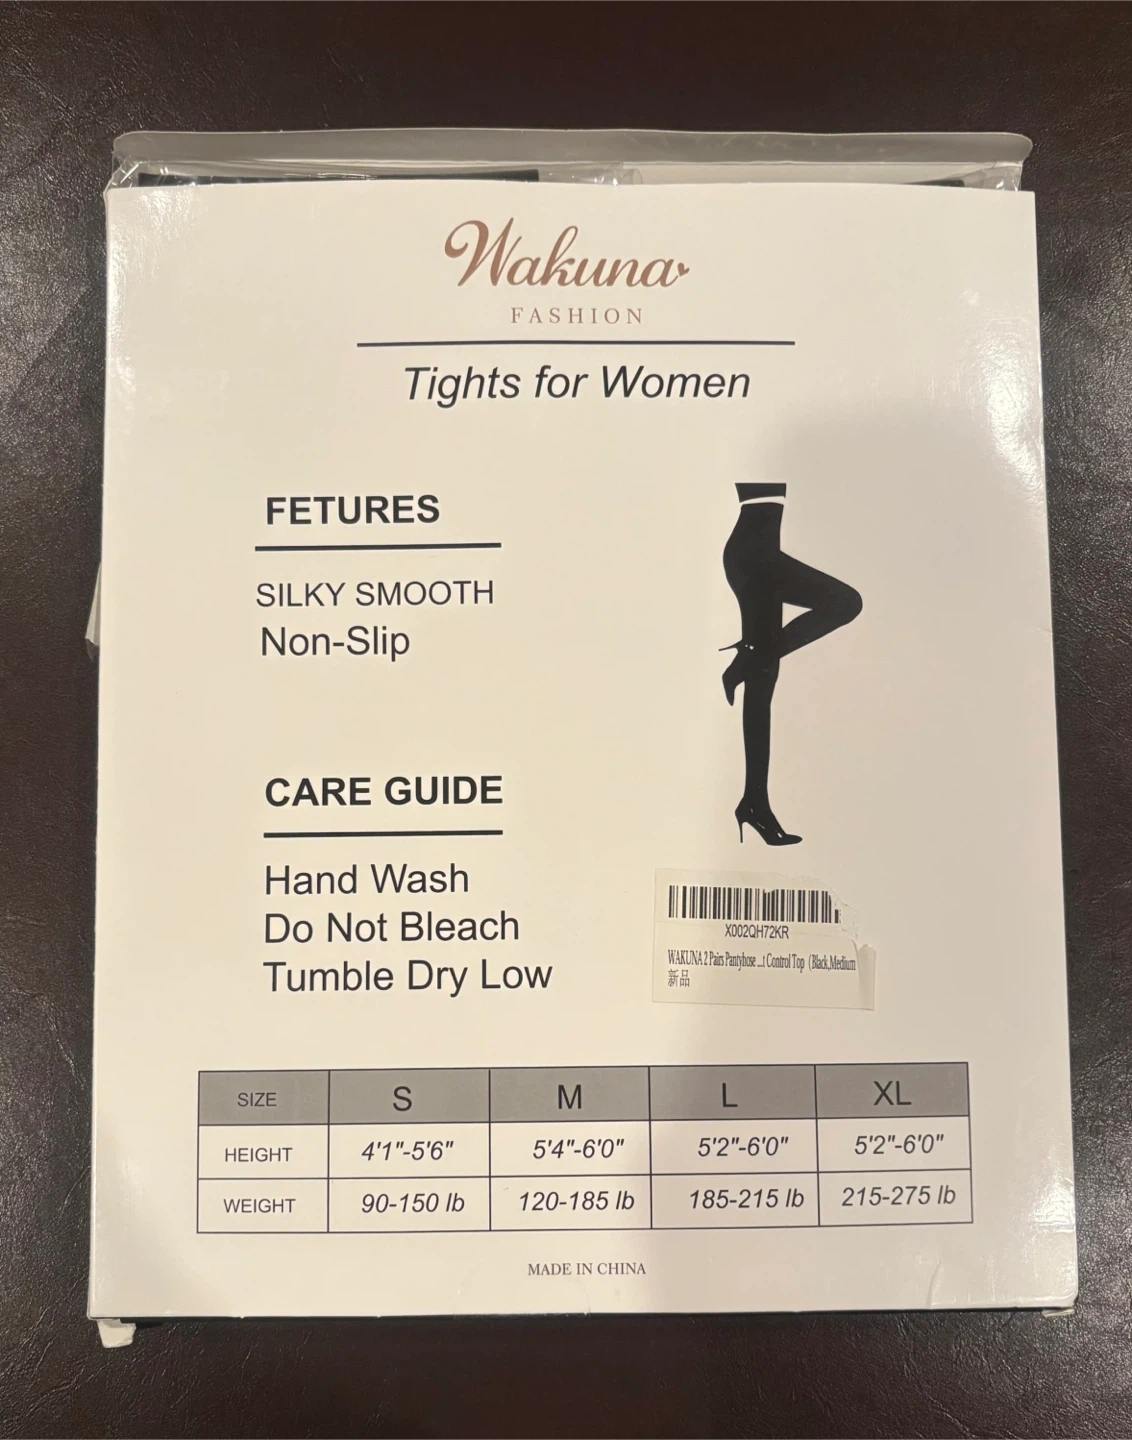 Wakuna
FASHION
Tights for Women
FETURES
SILKY SMOOTH
Non-Slip
CARE GUIDE
Hand Wash
Do Not Bleach
Tumble Dry Low
X002QH72KR
WAKUNA 2 Pairs Pantyhose ...t Control Top (Black,Medium
新品
SIZE S M L XL
HEIGHT 4'1"-5'6" 5'4"-6'0" 5'2"-6'0" 5'2"-6'0"
WEIGHT 90-150 lb 120-185 lb 185-215 lb 215-275 lb
MADE IN CHINA